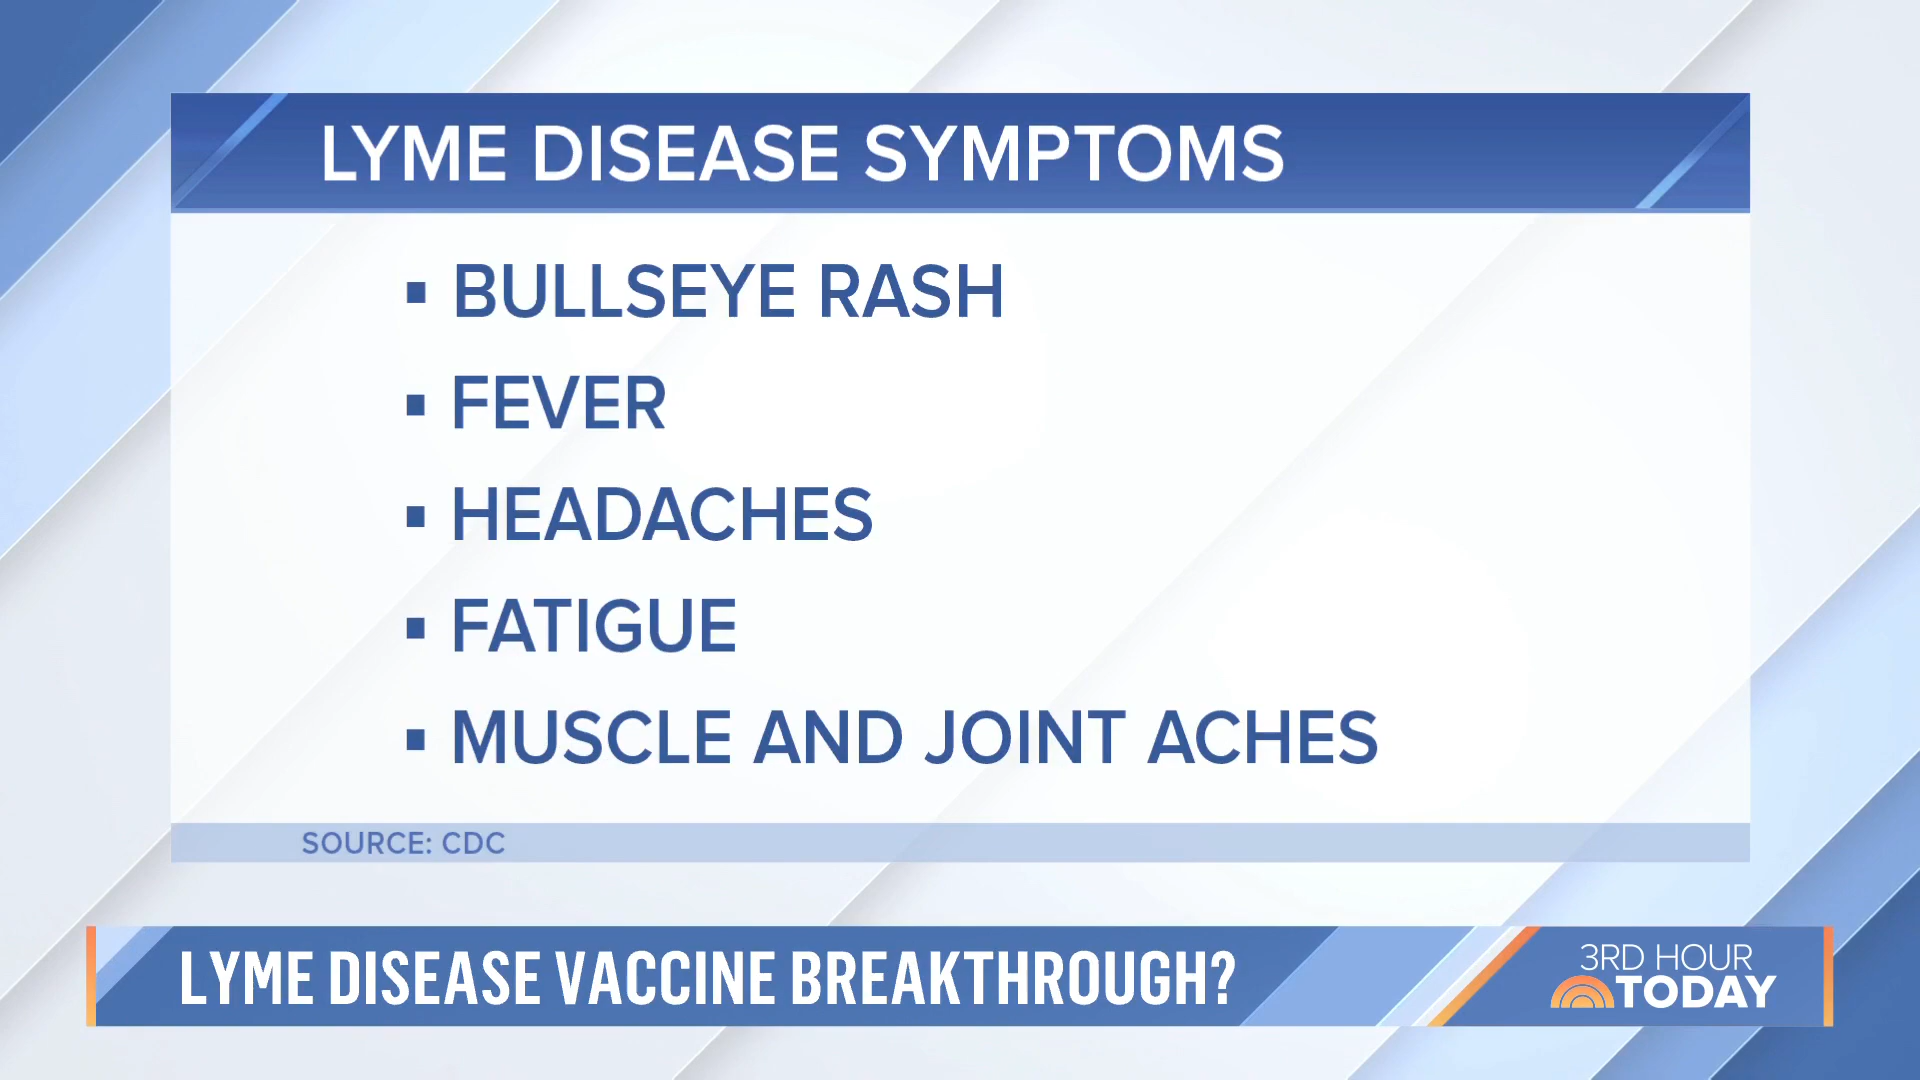 LYME DISEASE SYMPTOMS
▪ BULLSEYE RASH
▪ FEVER
▪ HEADACHES
▪ FATIGUE
▪ MUSCLE AND JOINT ACHES
SOURCE: CDC
LYME DISEASE VACCINE BREAKTHROUGH?
3RD HOUR
TODAY